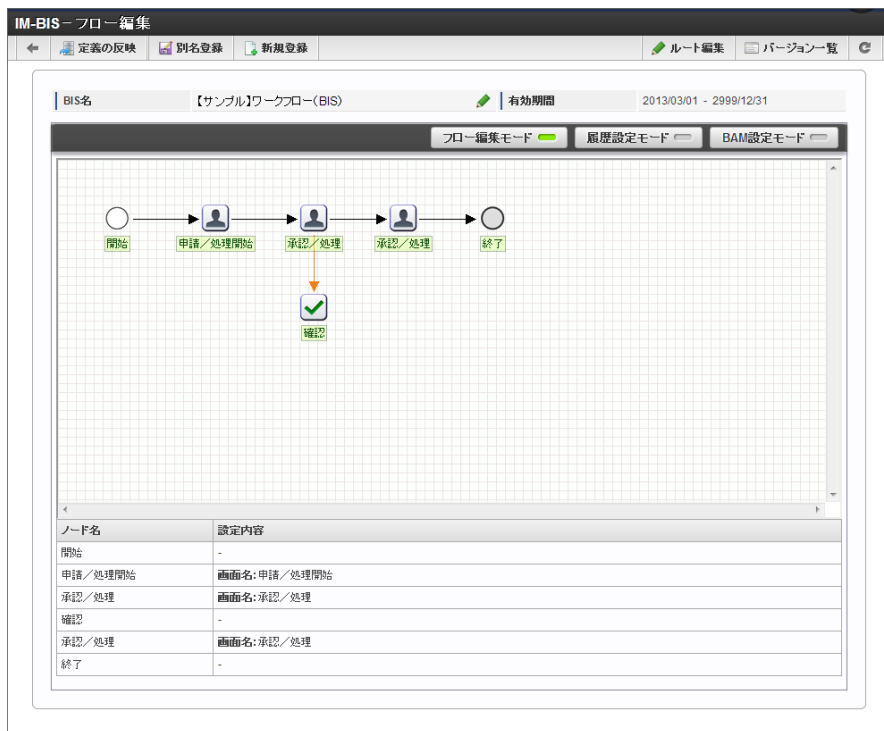 IM-BIS－フロー編集
定義の反映 別名登録 新規登録 ルート編集 バージョン一覧
BIS名 【サンプル】ワークフロー(BIS) 有効期間 2013/03/01 - 2999/12/31
フロー編集モード 履歴設定モード BAM設定モード
開始 申請／処理開始 承認／処理 承認／処理 終了
確認
ノード名 設定内容
開始 -
申請／処理開始 画面名:申請／処理開始
承認／処理 画面名:承認／処理
確認 -
承認／処理 画面名:承認／処理
終了 -